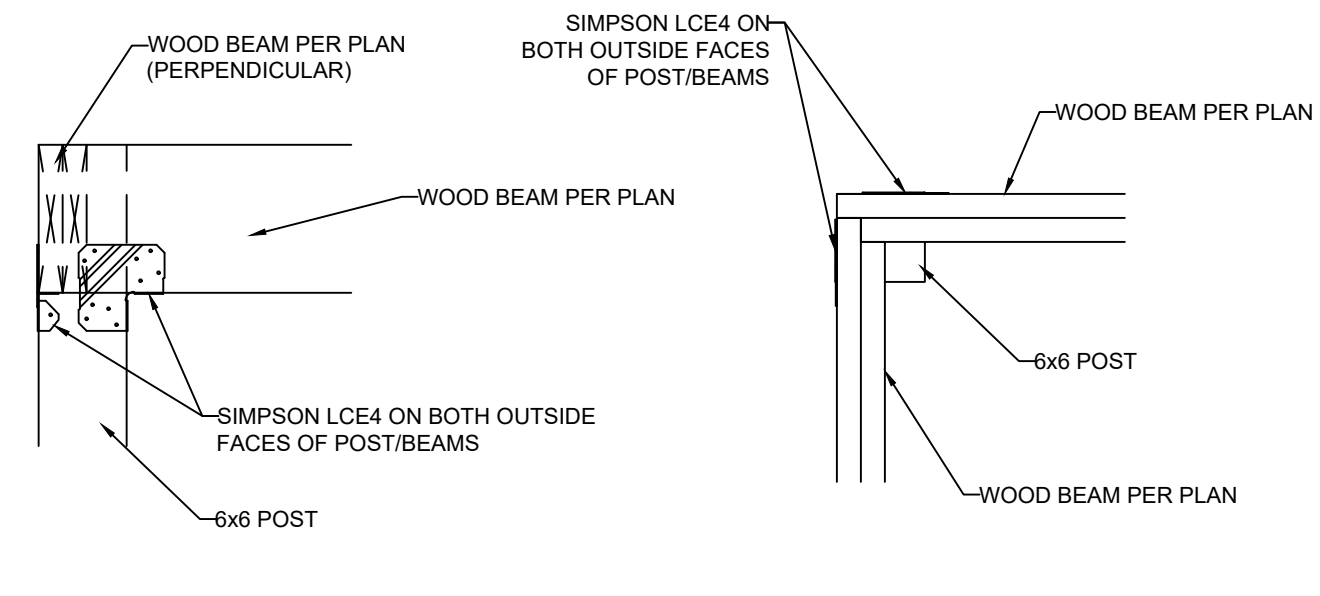 WOOD BEAM PER PLAN
(PERPENDICULAR)
WOOD BEAM PER PLAN
SIMPSON LCE4 ON BOTH OUTSIDE
FACES OF POST/BEAMS
6x6 POST
SIMPSON LCE4 ON
BOTH OUTSIDE FACES
OF POST/BEAMS
WOOD BEAM PER PLAN
6x6 POST
WOOD BEAM PER PLAN